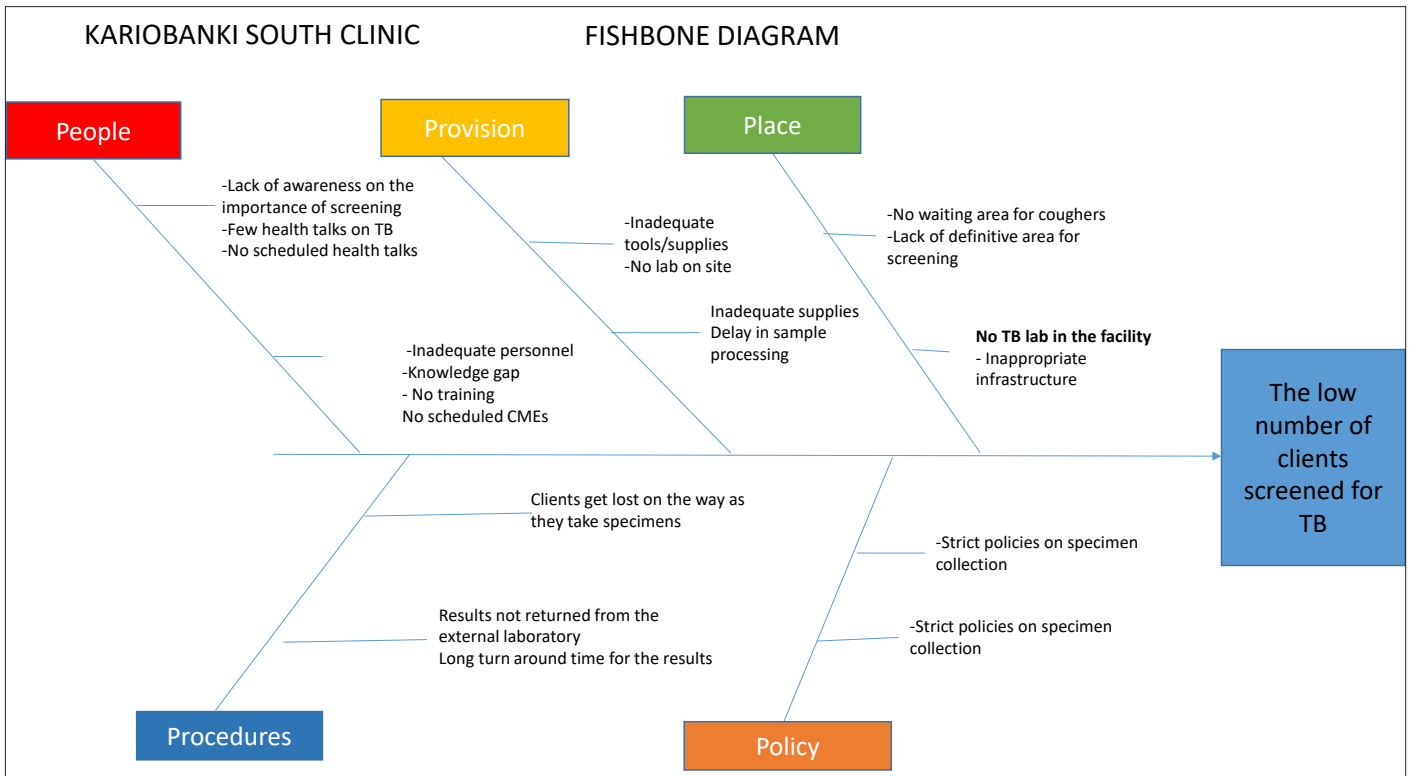 KARIOBANKI SOUTH CLINIC
FISHBONE DIAGRAM
People
Provision
Place
-Lack of awareness on the
importance of screening
-Few health talks on TB
-No scheduled health talks
-Inadequate
tools/supplies
-No lab on site
-No waiting area for coughers
-Lack of definitive area for
screening
-Inadequate personnel
-Knowledge gap
- No training
No scheduled CMEs
Inadequate supplies
Delay in sample
processing
No TB lab in the facility
- Inappropriate
infrastructure
The low
number of
clients
screened for
TB
Clients get lost on the way as
they take specimens
-Strict policies on specimen
collection
Results not returned from the
external laboratory
Long turn around time for the results
-Strict policies on specimen
collection
Procedures
Policy